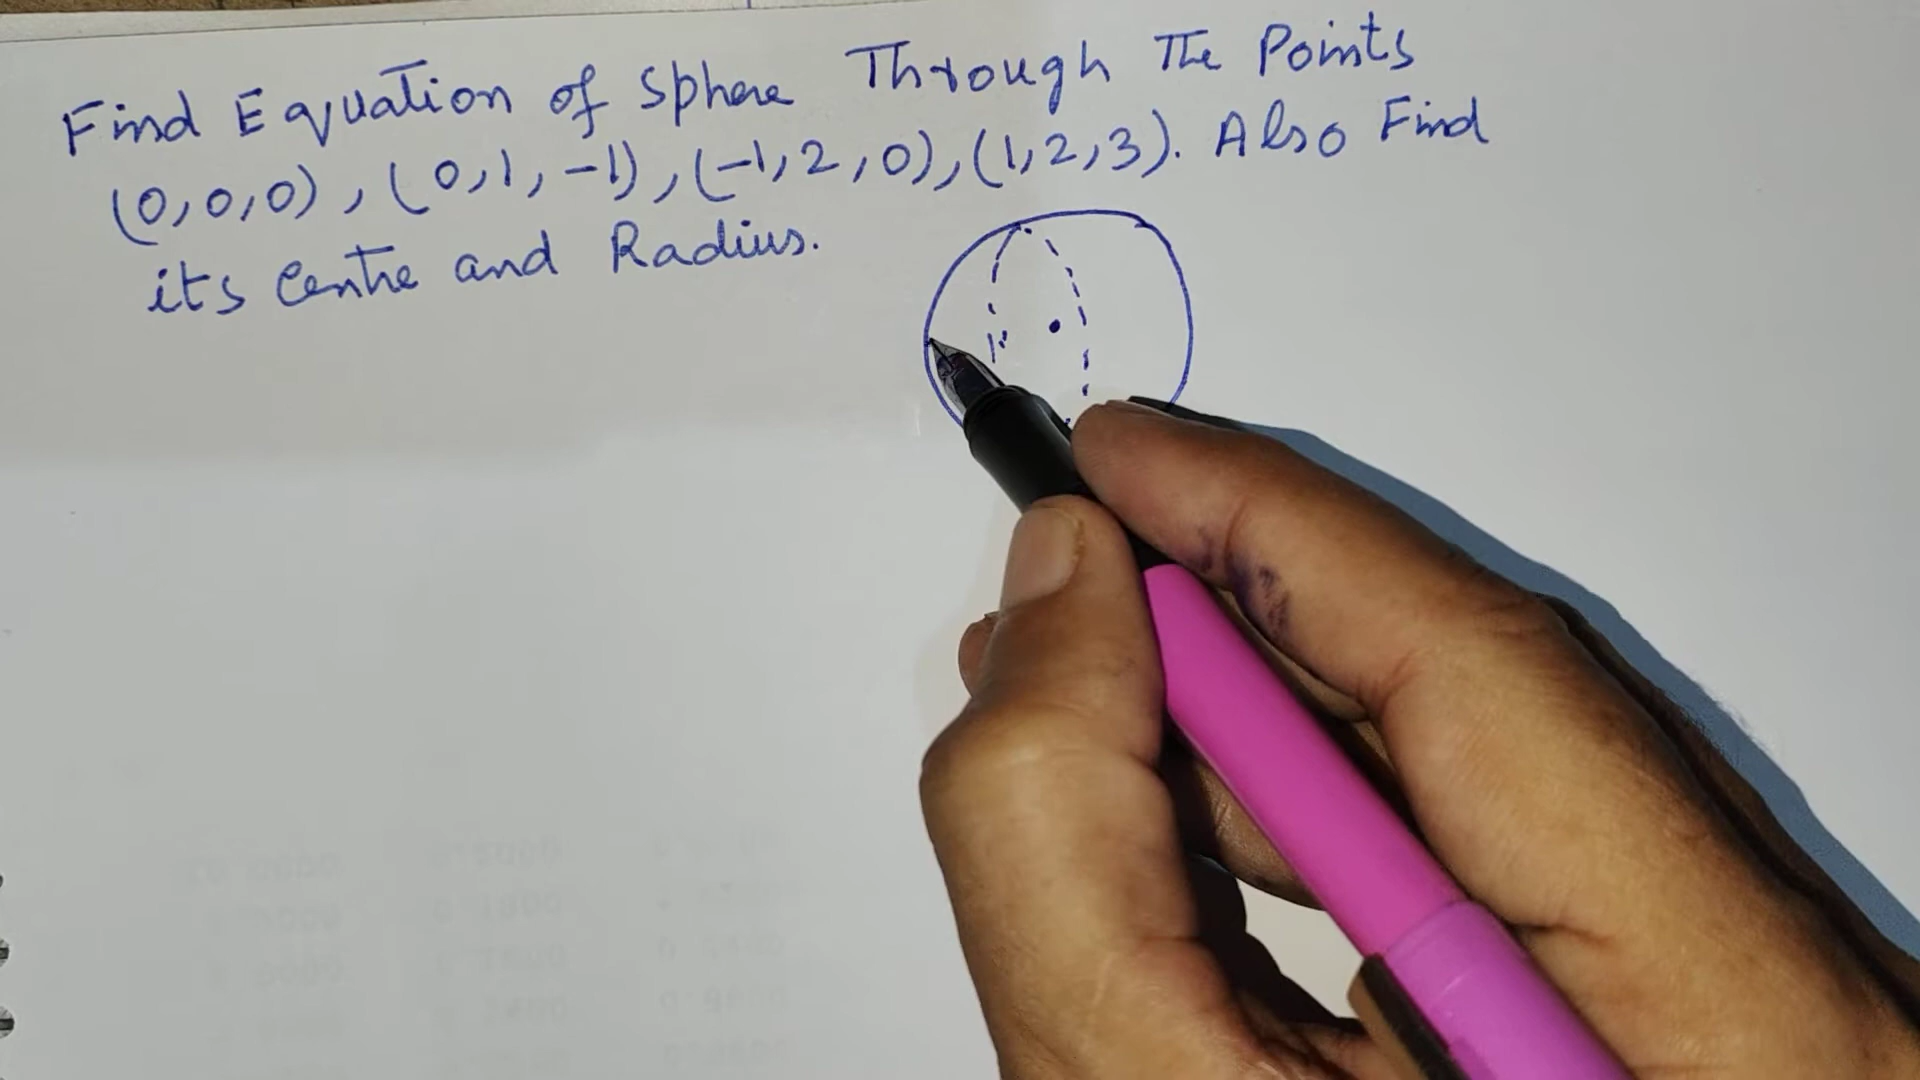 Find Equation of Sphere Through The Points
(0,0,0), (0,1,-1), (-1,2,0), (1,2,3). Also Find
its Centre and Radius.